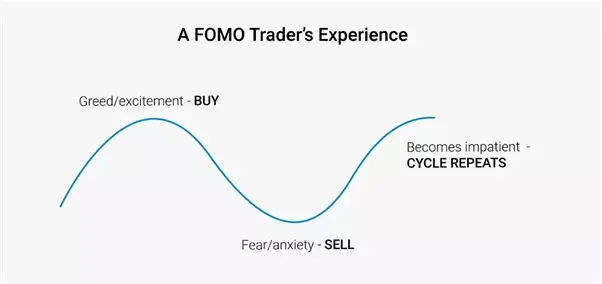 A FOMO Trader's Experience
Greed/excitement - BUY
Becomes impatient -
CYCLE REPEATS
Fear/anxiety - SELL